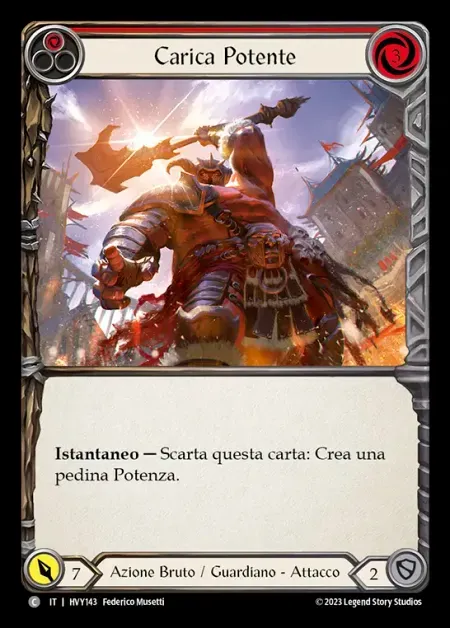 Carica Potente
3
Istantaneo — Scarta questa carta: Crea una
pedina Potenza.
7
Azione Bruto / Guardiano - Attacco
2
C IT | HVY143 Federico Musetti
© 2023 Legend Story Studios